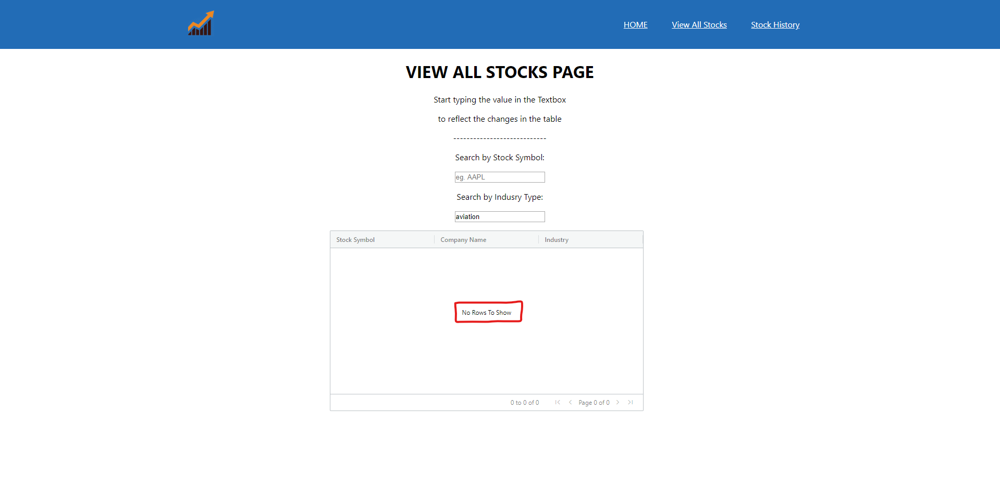 HOME View All Stocks Stock History
VIEW ALL STOCKS PAGE
Start typing the value in the Textbox
to reflect the changes in the table
----------------------------
Search by Stock Symbol:
eg. AAPL
Search by Indusry Type:
aviation
Stock Symbol Company Name Industry
No Rows To Show
0 to 0 of 0 Page 0 of 0